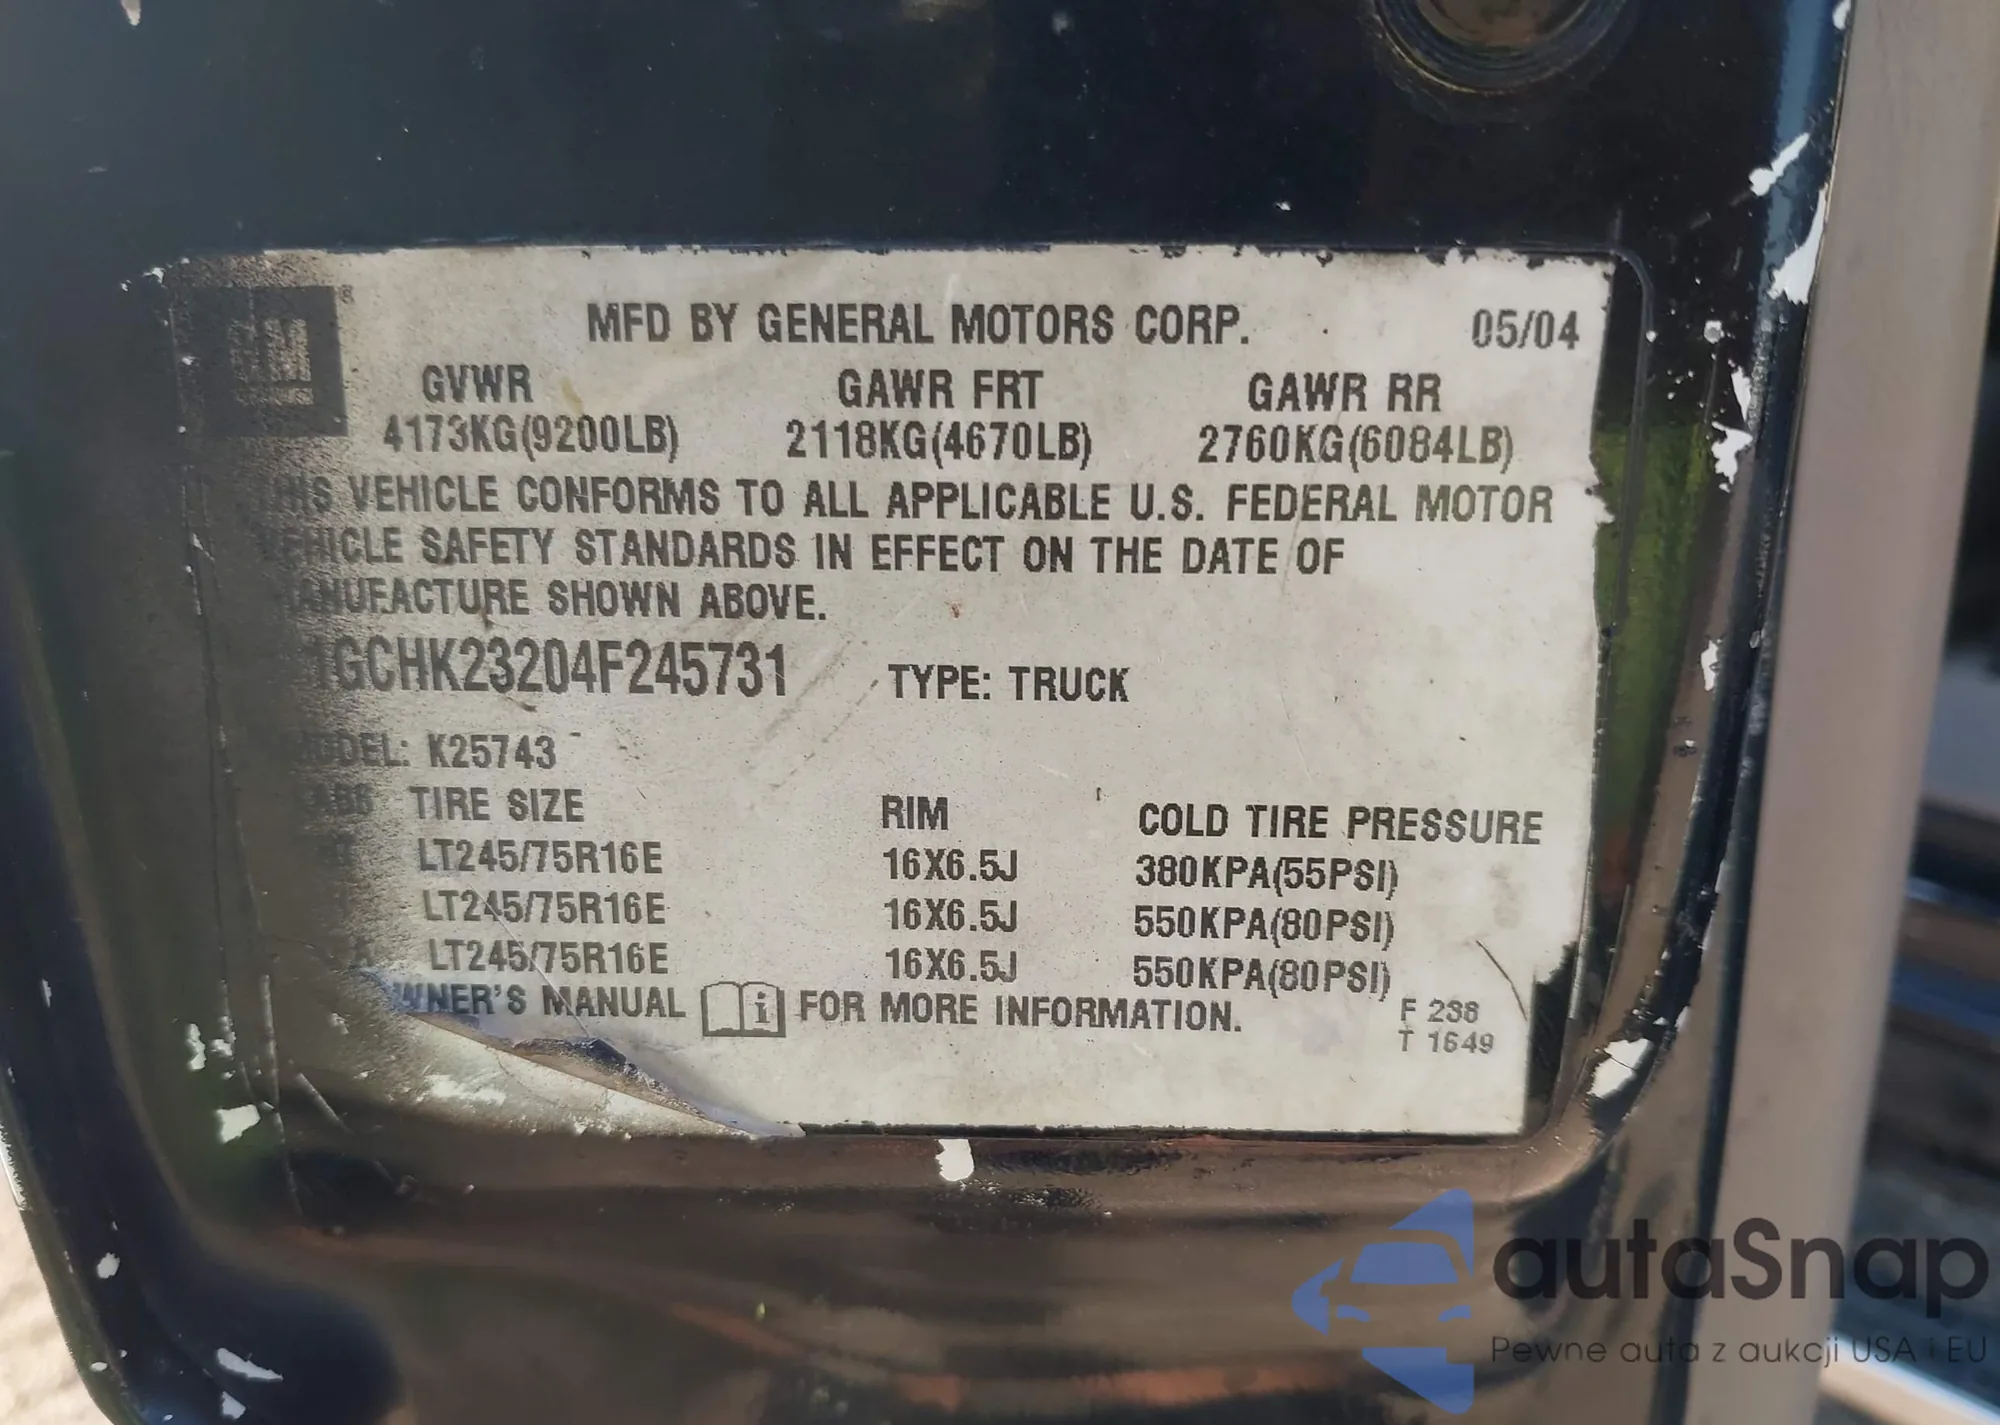 GM
MFD BY GENERAL MOTORS CORP. 05/04
GVWR GAWR FRT GAWR RR
4173KG(9200LB) 2118KG(4670LB) 2760KG(6084LB)
VEHICLE CONFORMS TO ALL APPLICABLE U.S. FEDERAL MOTOR
VEHICLE SAFETY STANDARDS IN EFFECT ON THE DATE OF
MANUFACTURE SHOWN ABOVE.
1GCHK23204F245731 TYPE: TRUCK
MODEL: K25743
TIRE SIZE RIM COLD TIRE PRESSURE
LT245/75R16E 16X6.5J 380KPA(55PSI)
LT245/75R16E 16X6.5J 550KPA(80PSI)
LT245/75R16E 16X6.5J 550KPA(80PSI)
OWNER'S MANUAL i FOR MORE INFORMATION.
F 238
T 1649
autaSnap
Pewne auta z aukcji USA i EU